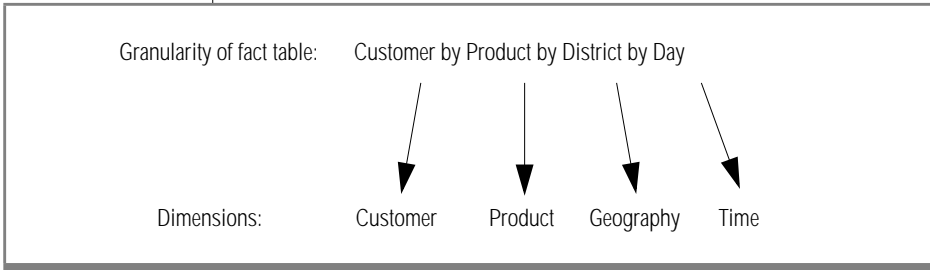 Granularity of fact table: Customer by Product by District by Day
Dimensions: Customer Product Geography Time